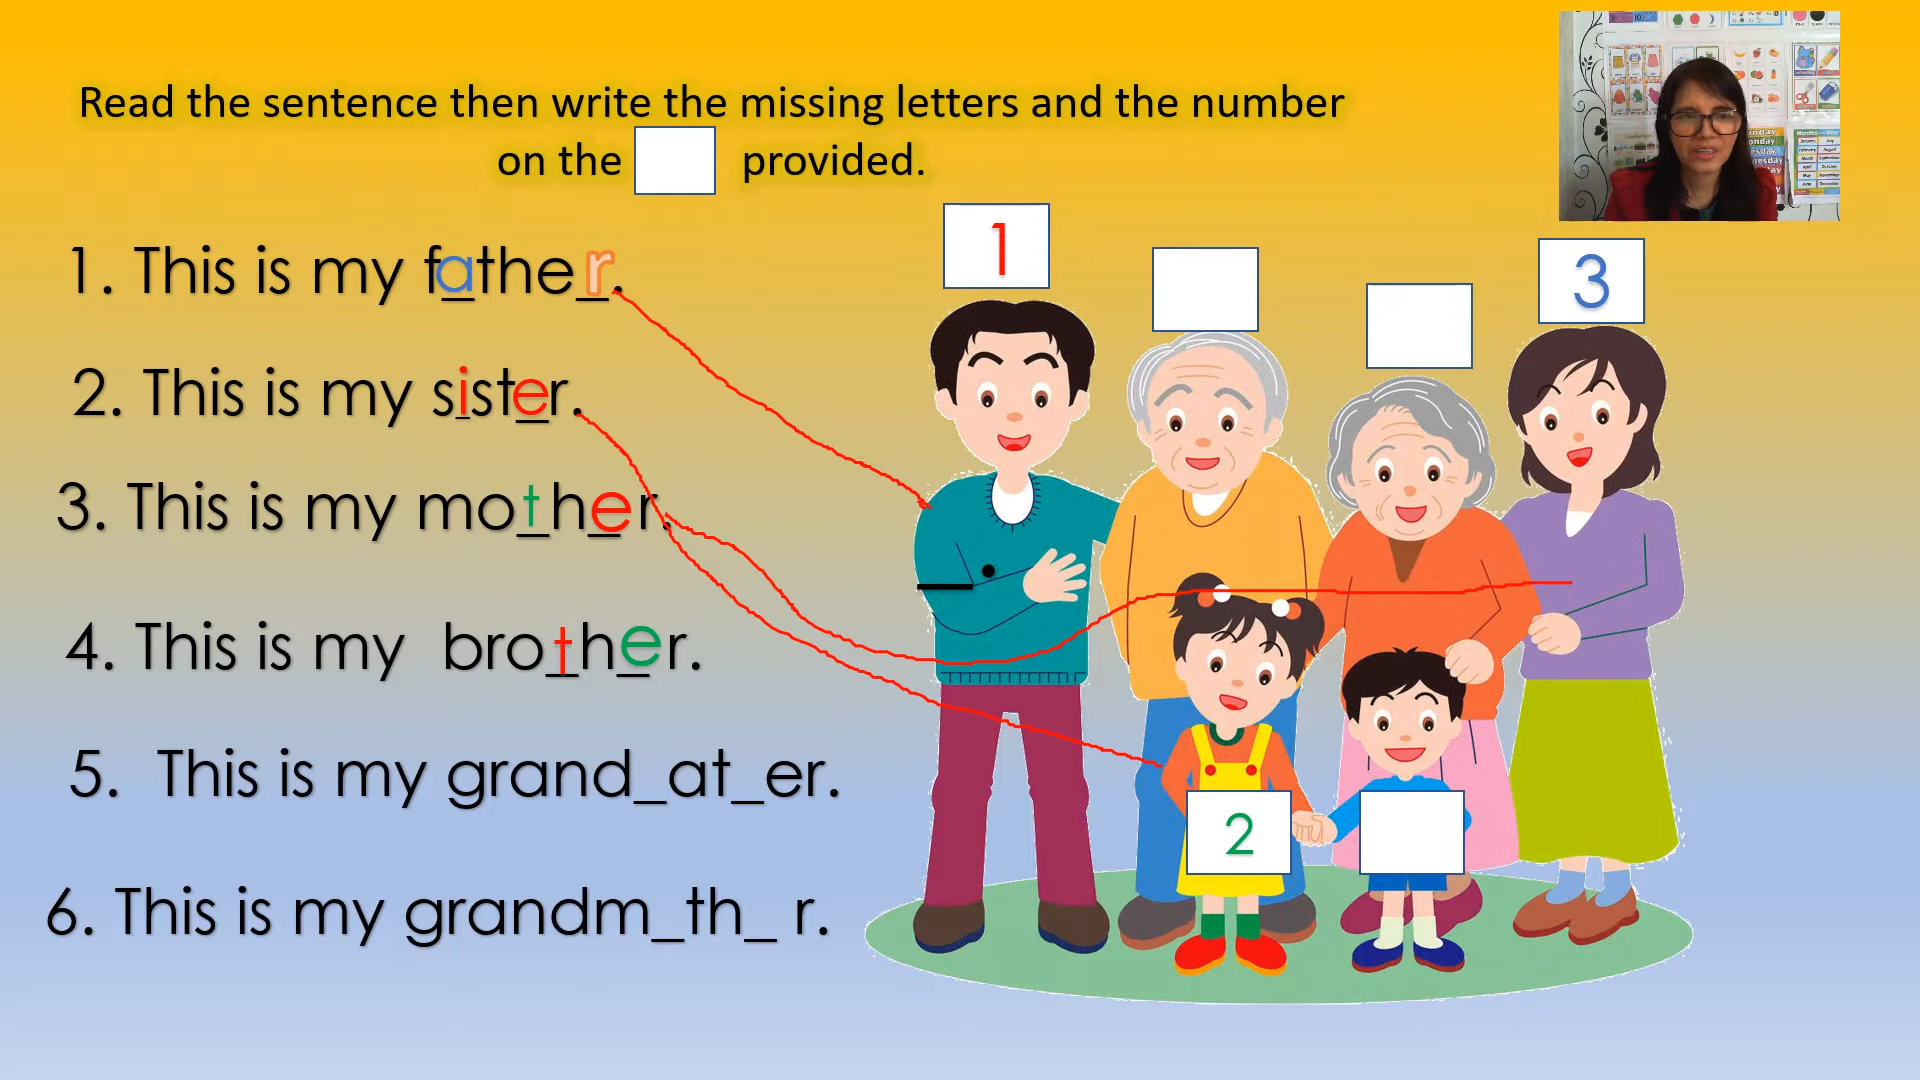 Read the sentence then write the missing letters and the number
on the provided.
1. This is my father.
2. This is my sister.
3. This is my mother.
4. This is my brother.
5. This is my grand_at_er.
6. This is my grandm_th_ r.
1
3
2